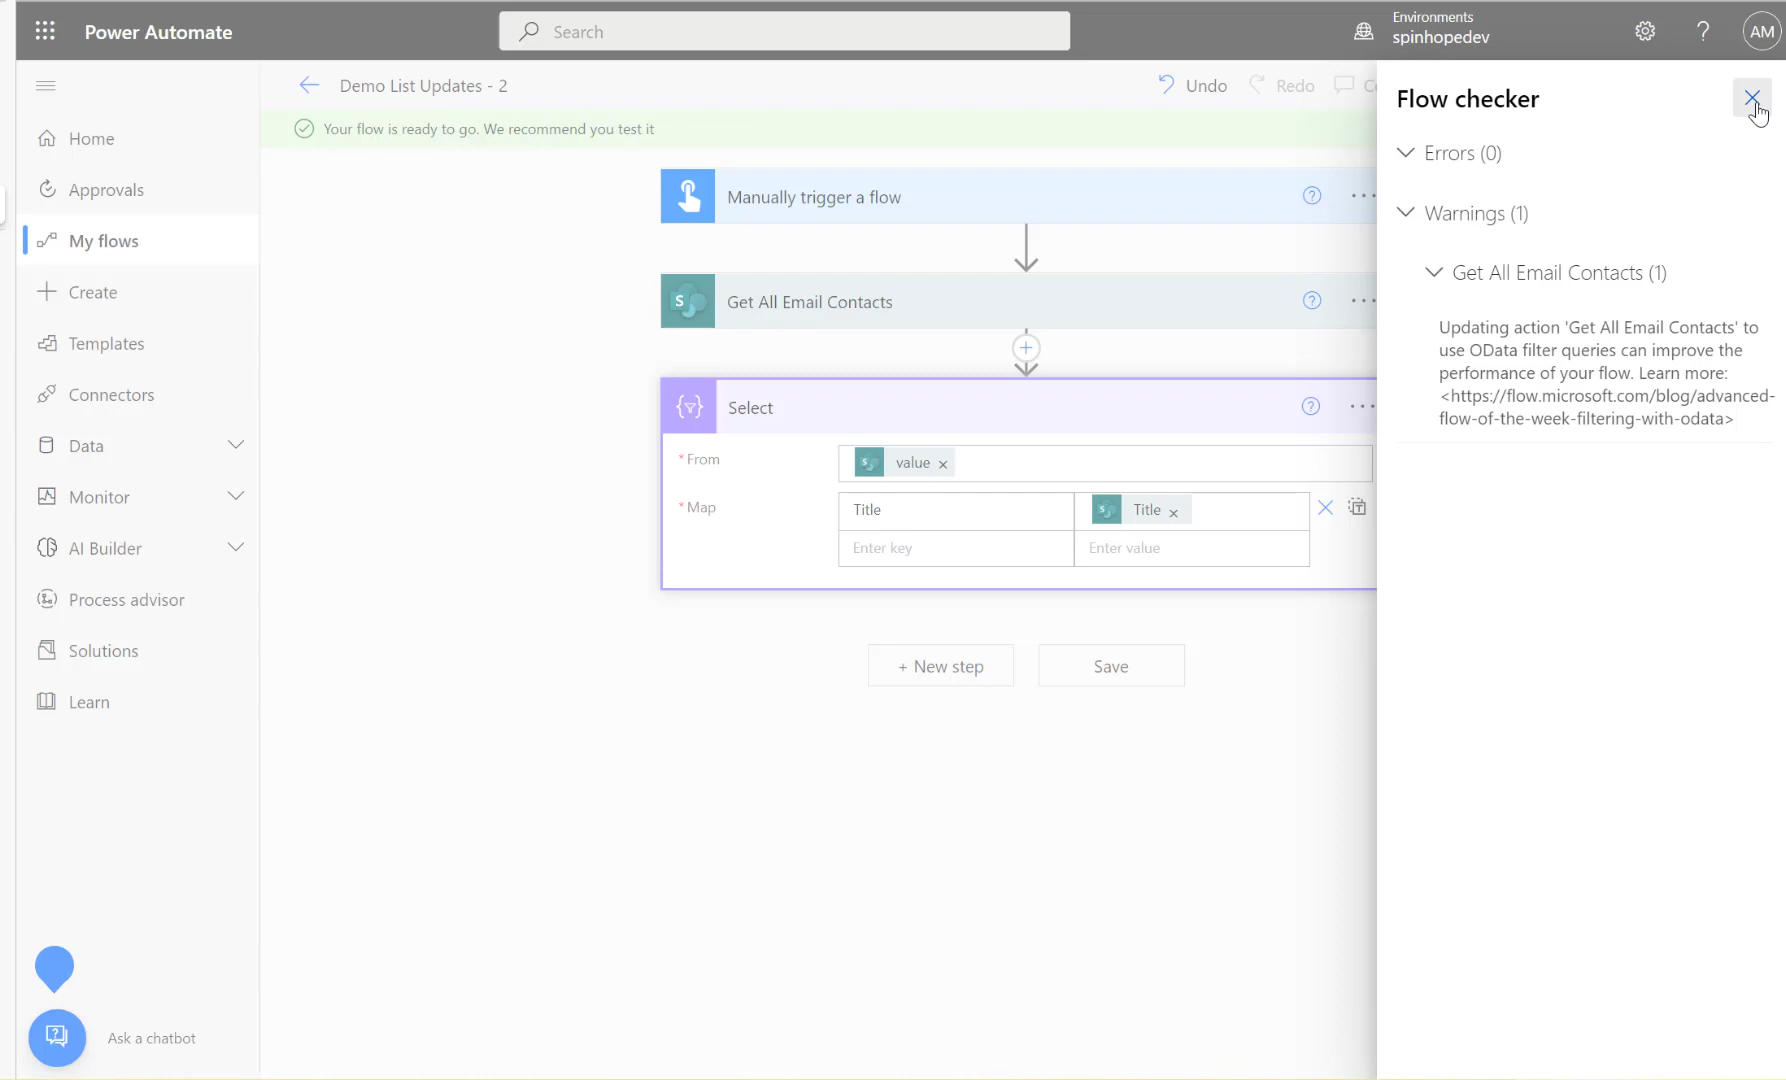 Power Automate
Search
Environments
spinhopedev
AM
Demo List Updates - 2
Undo
Redo
Your flow is ready to go. We recommend you test it
Home
Approvals
My flows
Create
Templates
Connectors
Data
Monitor
AI Builder
Process advisor
Solutions
Learn
Ask a chatbot
Manually trigger a flow
Get All Email Contacts
Select
* From
value
* Map
Title
Title
Enter key
Enter value
+ New step
Save
Flow checker
Errors (0)
Warnings (1)
Get All Email Contacts (1)
Updating action 'Get All Email Contacts' to
use OData filter queries can improve the
performance of your flow. Learn more:
<https://flow.microsoft.com/blog/advanced-
flow-of-the-week-filtering-with-odata>